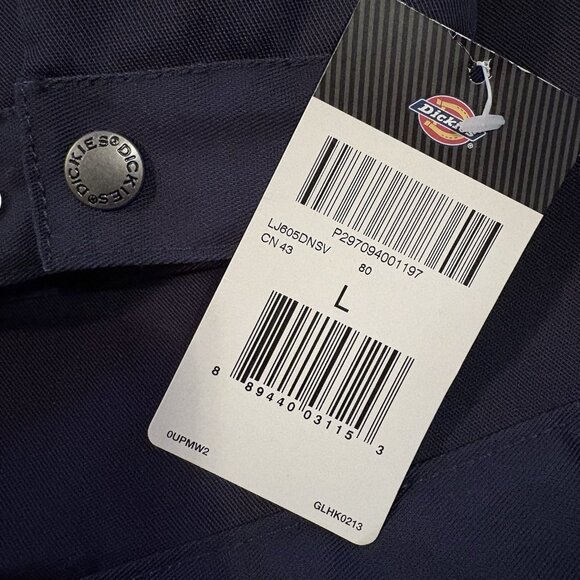 DICKIES® DICKIES®
Dickies
P297094001197
LJ605DNSV
CN 43
80
L
8 89440 03115 3
0UPMW2
GLHK0213